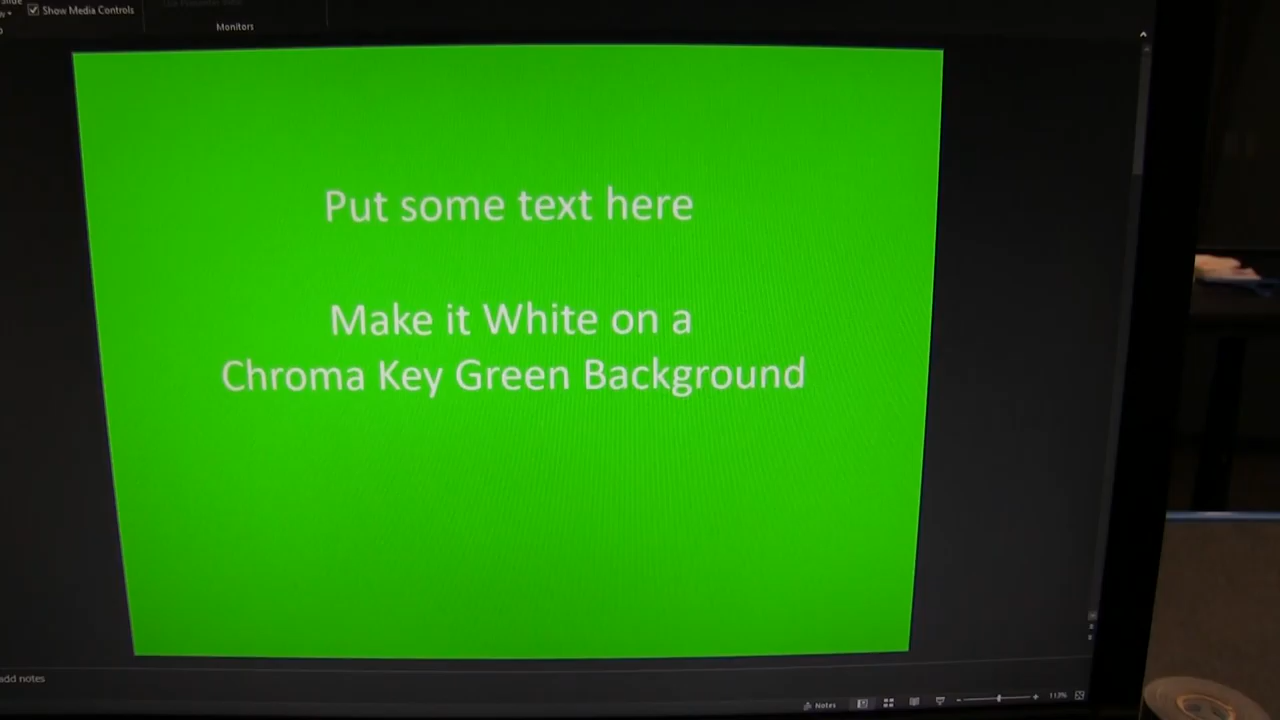 Show Media Controls
Monitors
Put some text here
Make it White on a
Chroma Key Green Background
add notes
Notes
113%